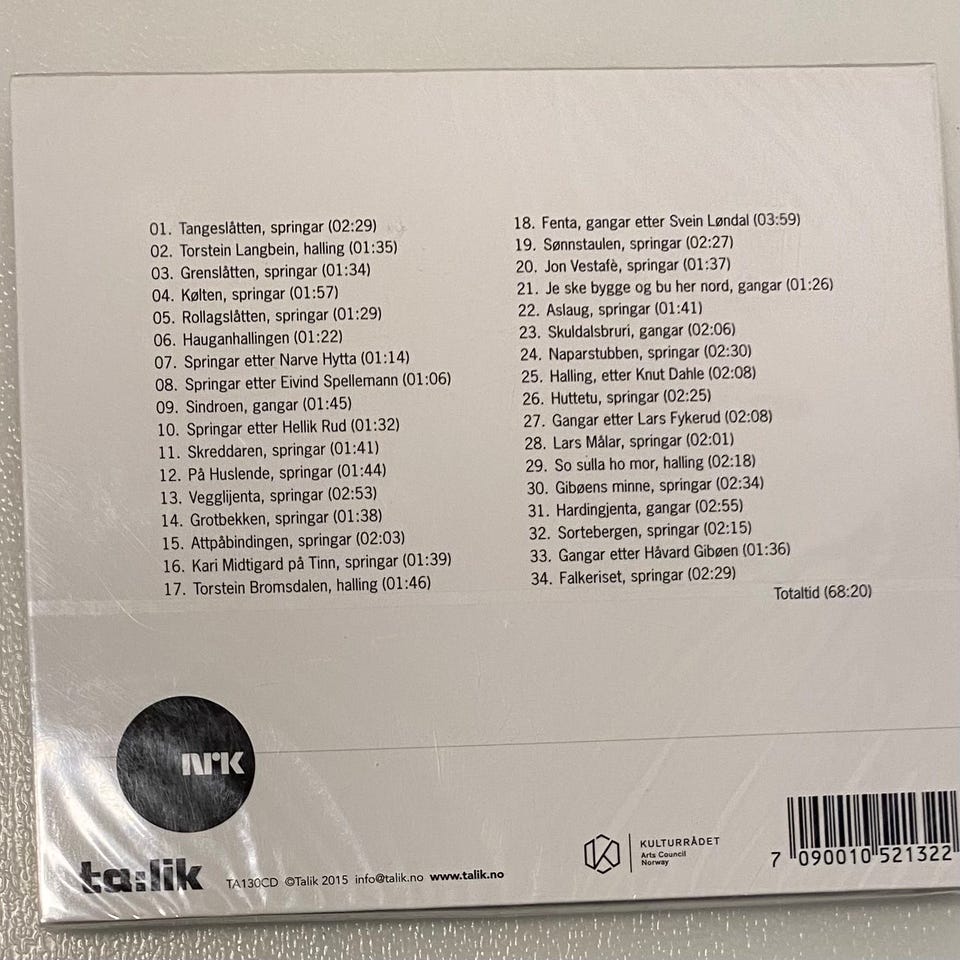 01. Tangeslåtten, springar (02:29)
02. Torstein Langbein, halling (01:35)
03. Grenslåtten, springar (01:34)
04. Kølten, springar (01:57)
05. Rollagslåtten, springar (01:29)
06. Hauganhallingen (01:22)
07. Springar etter Narve Hytta (01:14)
08. Springar etter Eivind Spellemann (01:06)
09. Sindroen, gangar (01:45)
10. Springar etter Hellik Rud (01:32)
11. Skreddaren, springar (01:41)
12. På Huslende, springar (01:44)
13. Vegglijenta, springar (02:53)
14. Grotbekken, springar (01:38)
15. Attpåbindingen, springar (02:03)
16. Kari Midtigard på Tinn, springar (01:39)
17. Torstein Bromsdalen, halling (01:46)
18. Fenta, gangar etter Svein Løndal (03:59)
19. Sønnstaulen, springar (02:27)
20. Jon Vestafè, springar (01:37)
21. Je ske bygge og bu her nord, gangar (01:26)
22. Aslaug, springar (01:41)
23. Skuldalsbruri, gangar (02:06)
24. Naparstubben, springar (02:30)
25. Halling, etter Knut Dahle (02:08)
26. Huttetu, springar (02:25)
27. Gangar etter Lars Fykerud (02:08)
28. Lars Målar, springar (02:01)
29. So sulla ho mor, halling (02:18)
30. Gibøens minne, springar (02:34)
31. Hardingjenta, gangar (02:55)
32. Sortebergen, springar (02:15)
33. Gangar etter Håvard Gibøen (01:36)
34. Falkeriset, springar (02:29)
Totaltid (68:20)
NRK
ta:lik
TA130CD ©Talik 2015 info@talik.no www.talik.no
KULTURRÅDET
Arts Council
Norway
7 090010 521322